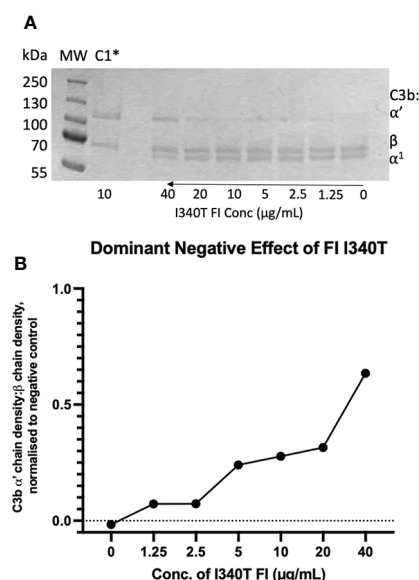 A
kDa MW C1*
250
130
100
70
55
C3b:
α’
β
α¹
10 40 20 10 5 2.5 1.25 0
I340T FI Conc (µg/mL)
Dominant Negative Effect of FI I340T
B
C3b α’ chain density:β chain density,
normalised to negative control
1.0
0.5
0.0
0 1.25 2.5 5 10 20 40
Conc. of I340T FI (µg/mL)